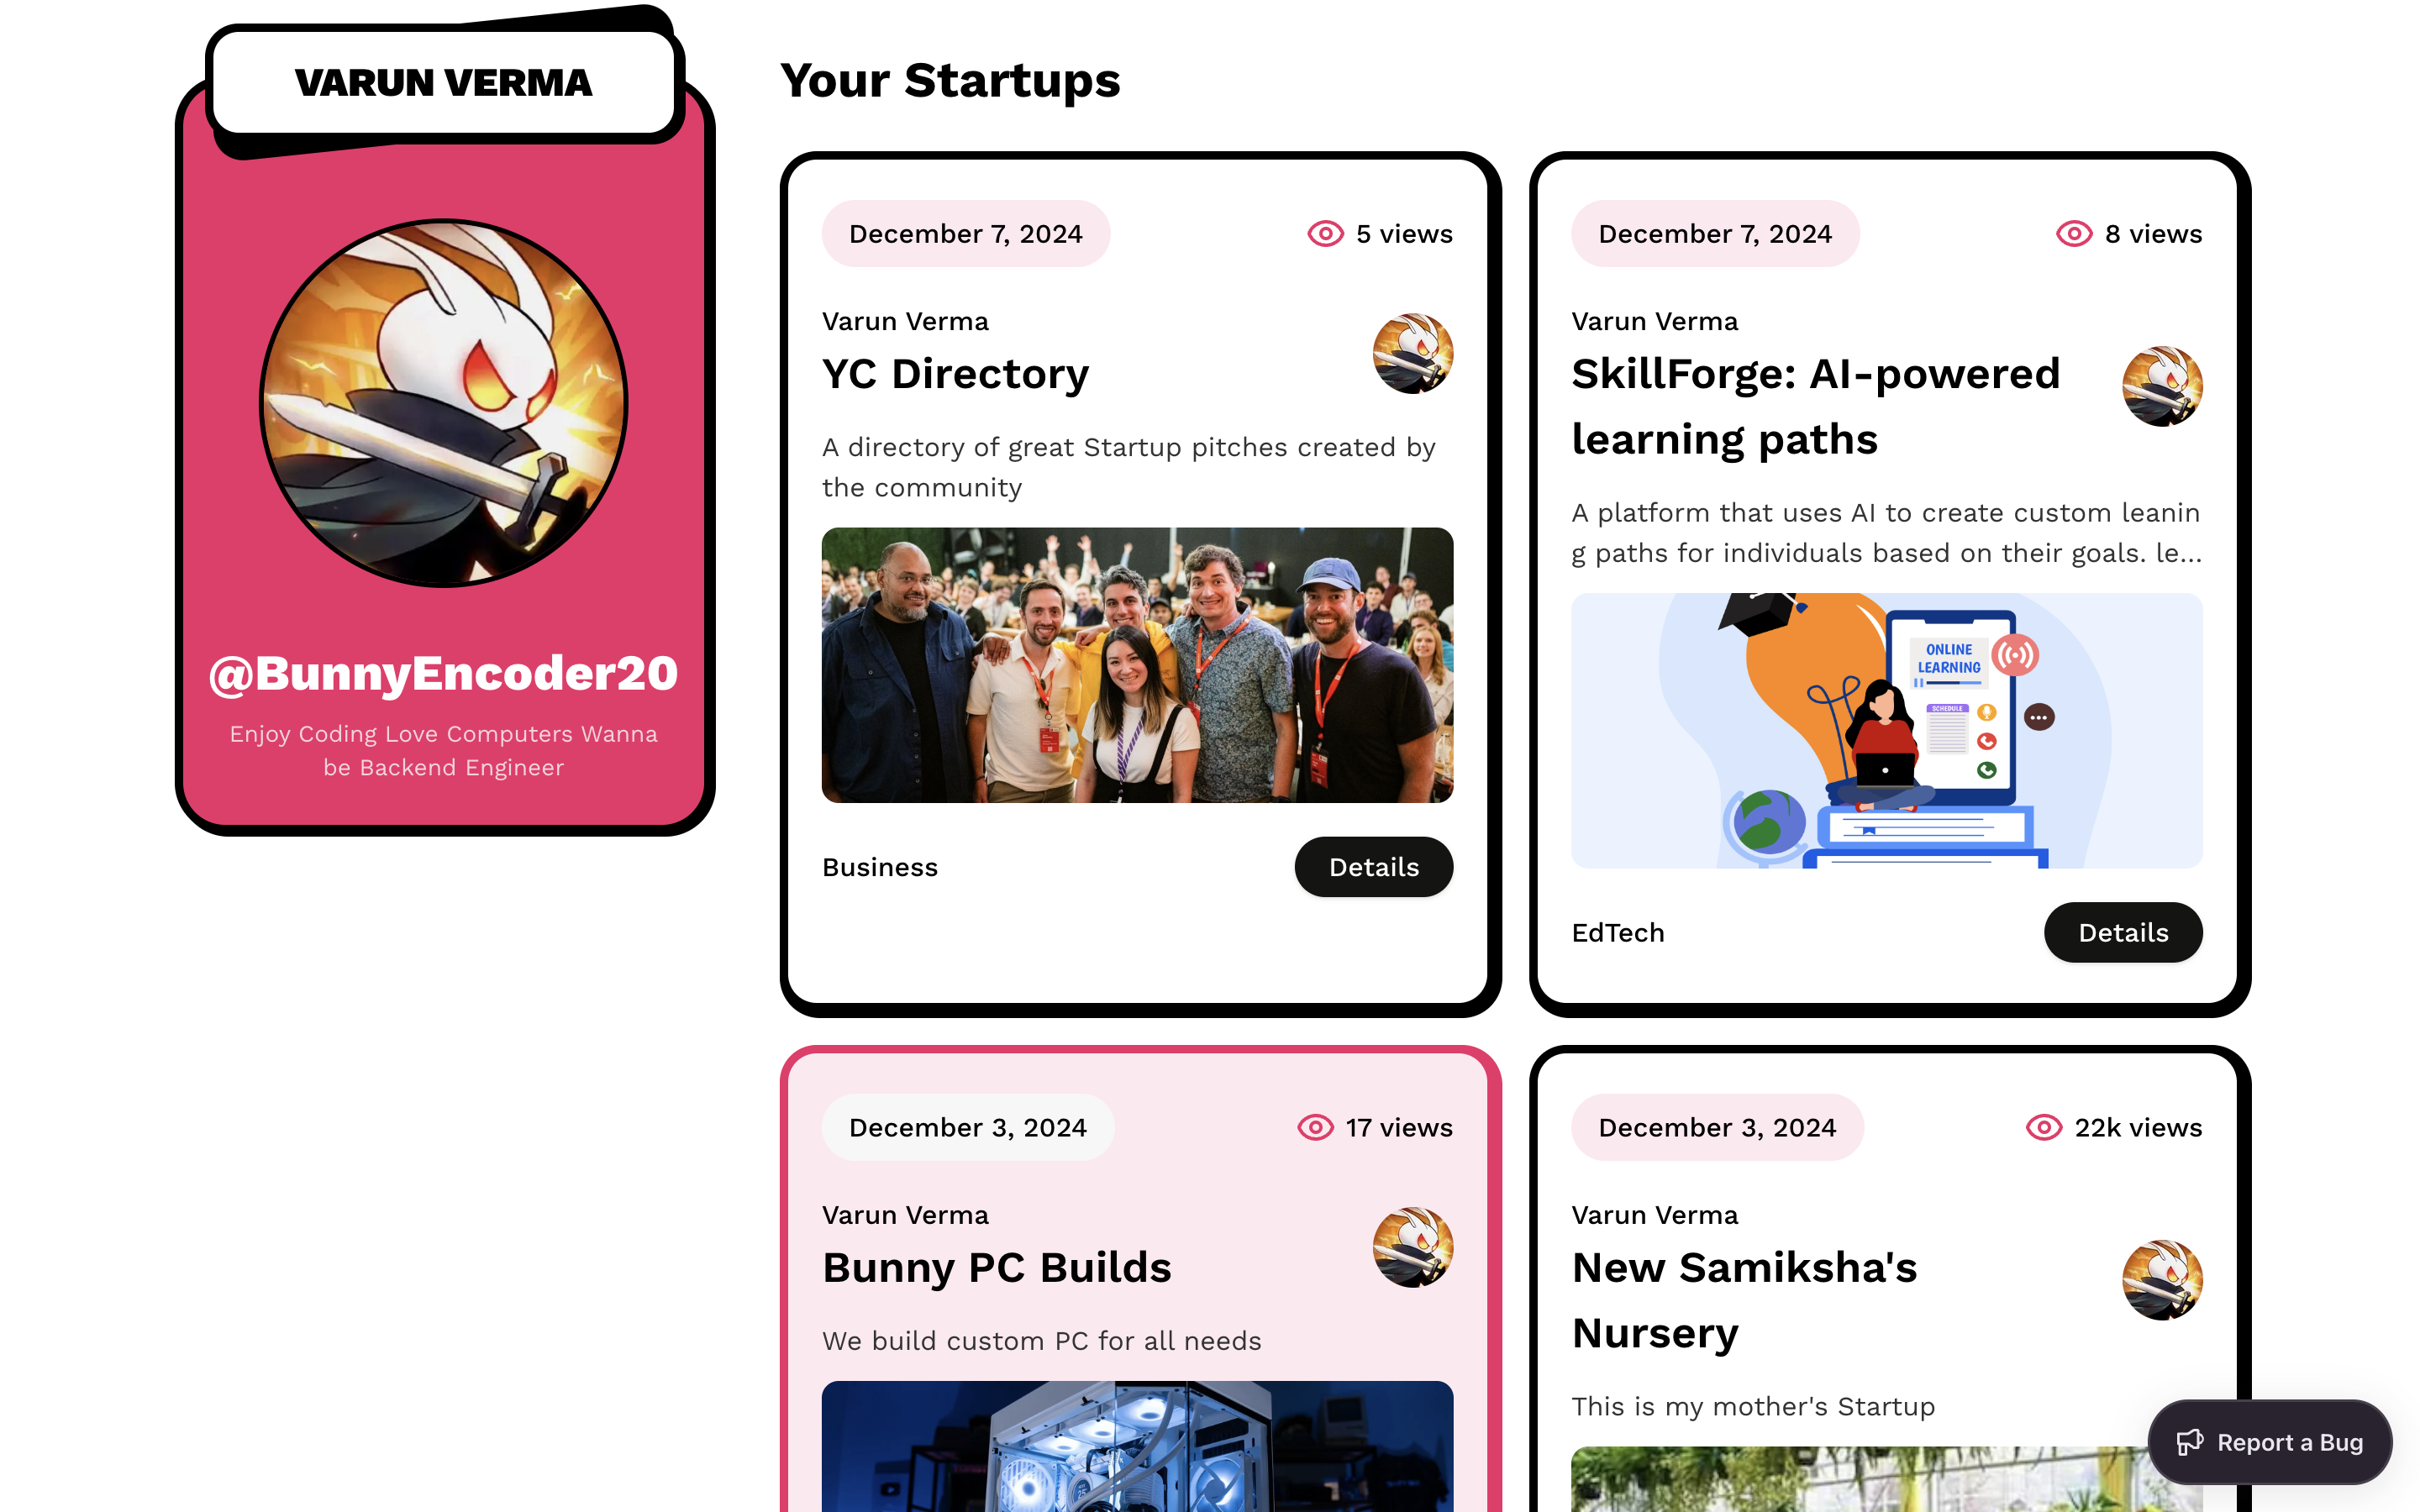 VARUN VERMA
@BunnyEncoder20
Enjoy Coding Love Computers Wanna
be Backend Engineer
Your Startups
December 7, 2024
5 views
Varun Verma
YC Directory
A directory of great Startup pitches created by
the community
Business
Details
December 7, 2024
8 views
Varun Verma
SkillForge: AI-powered
learning paths
A platform that uses AI to create custom leanin
g paths for individuals based on their goals. le...
ONLINE
LEARNING
SCHEDULE
EdTech
Details
December 3, 2024
17 views
Varun Verma
Bunny PC Builds
We build custom PC for all needs
December 3, 2024
22k views
Varun Verma
New Samiksha's
Nursery
This is my mother's Startup
Report a Bug